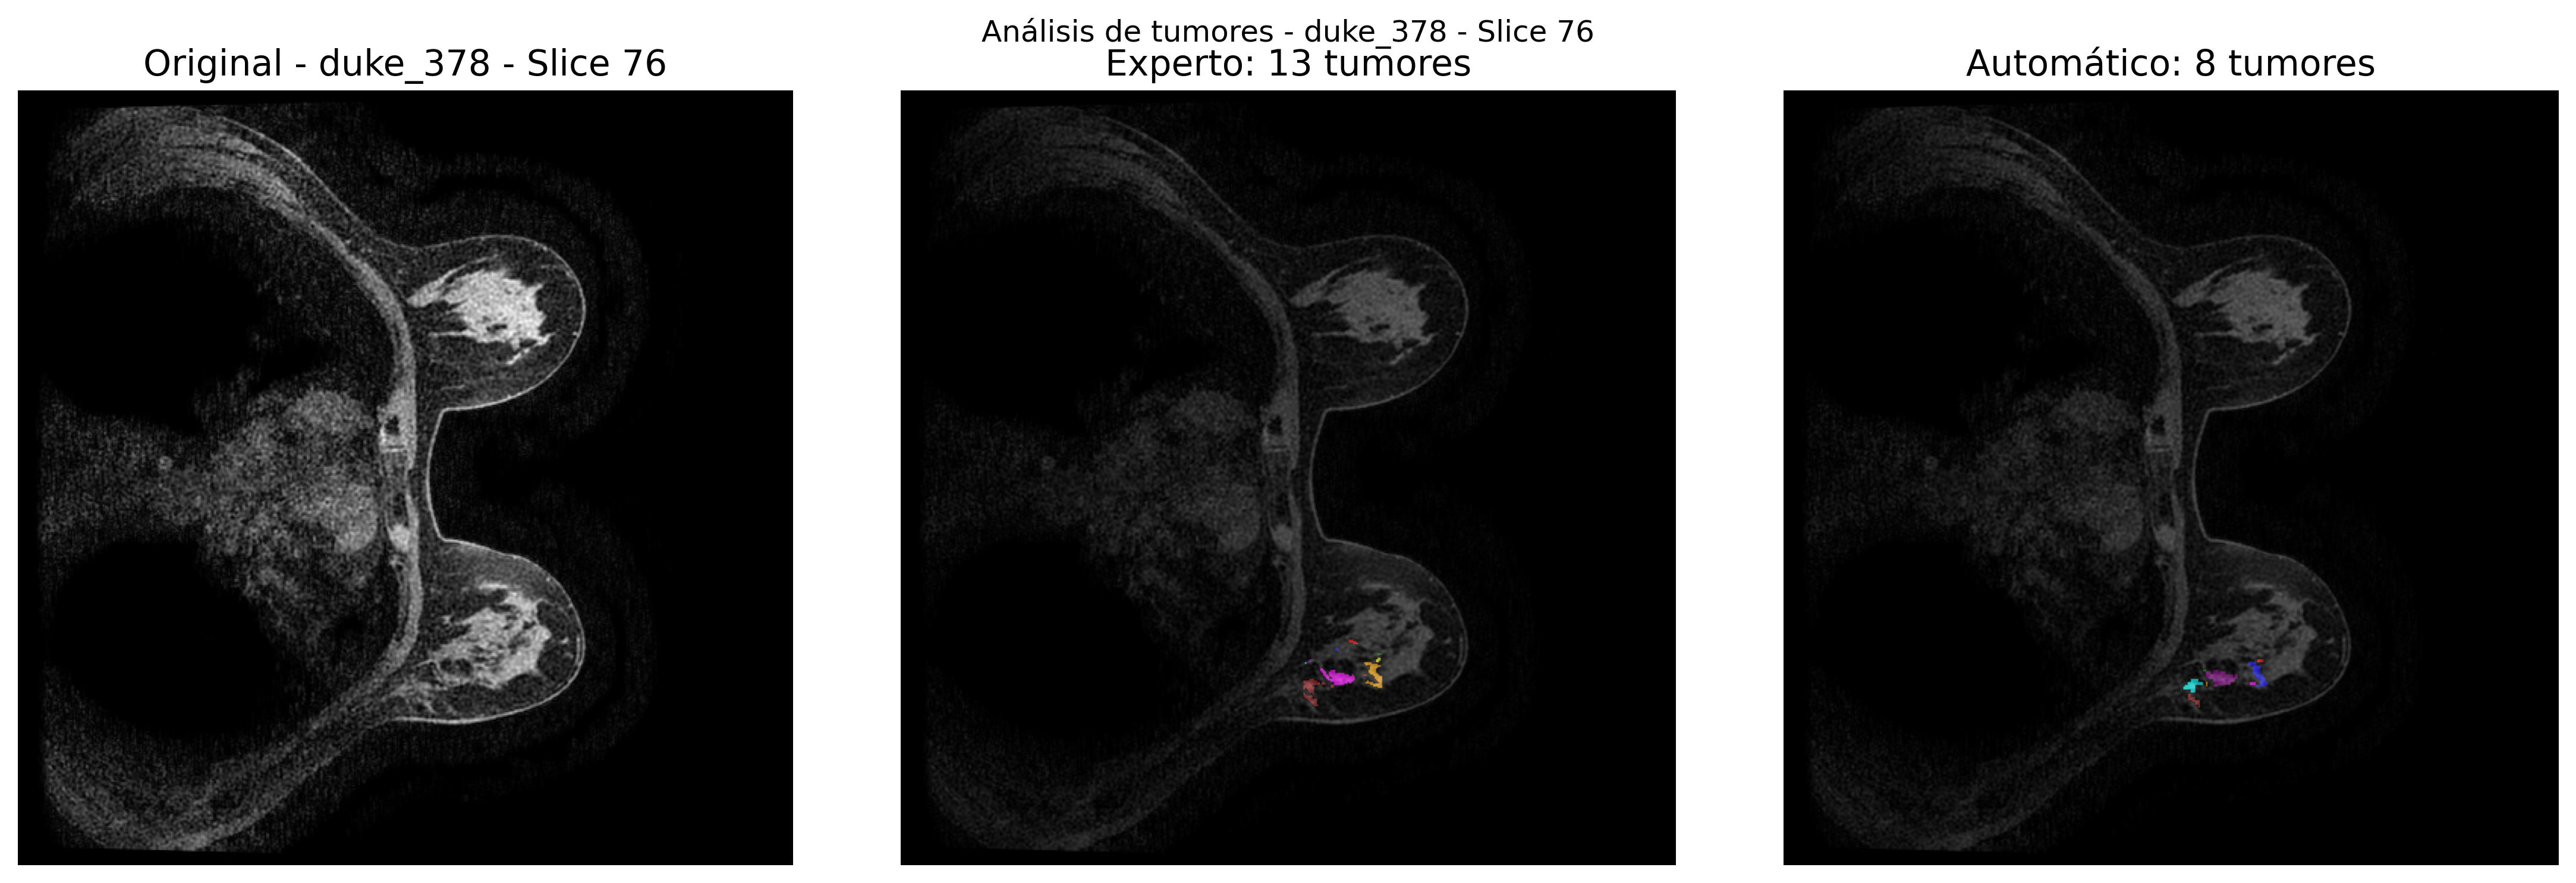 Análisis de tumores - duke_378 - Slice 76
Original - duke_378 - Slice 76
Experto: 13 tumores
Automático: 8 tumores